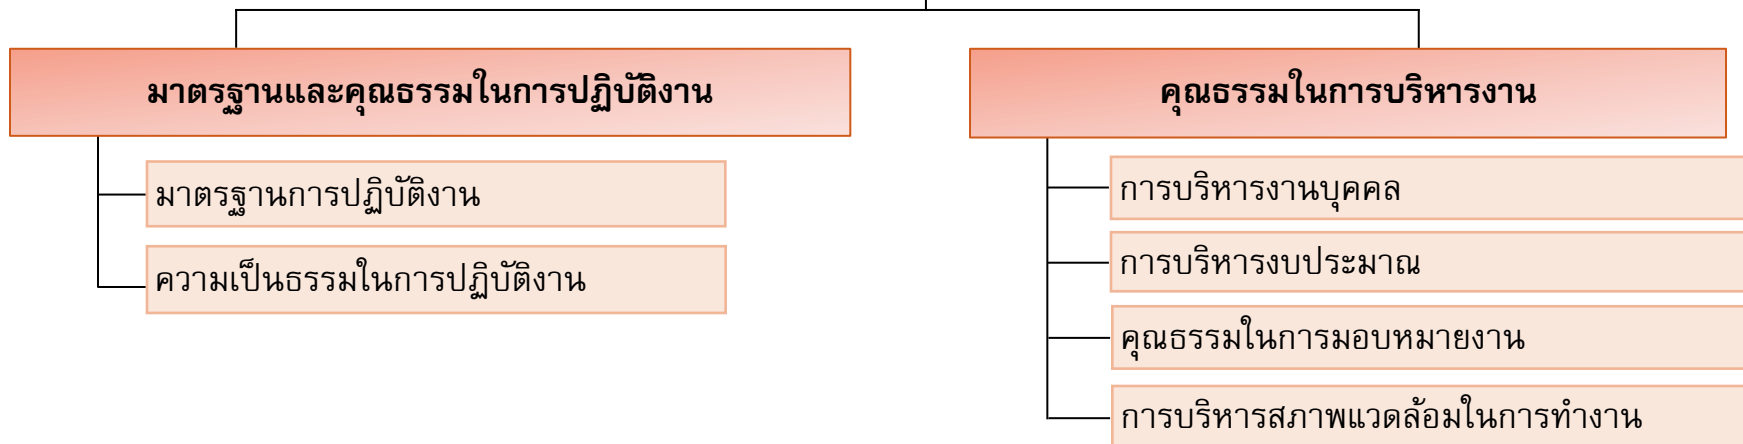 มาตรฐานและคุณธรรมในการปฏิบัติงาน
มาตรฐานการปฏิบัติงาน
ความเป็นธรรมในการปฏิบัติงาน
คุณธรรมในการบริหารงาน
การบริหารงานบุคคล
การบริหารงบประมาณ
คุณธรรมในการมอบหมายงาน
การบริหารสภาพแวดล้อมในการทำงาน